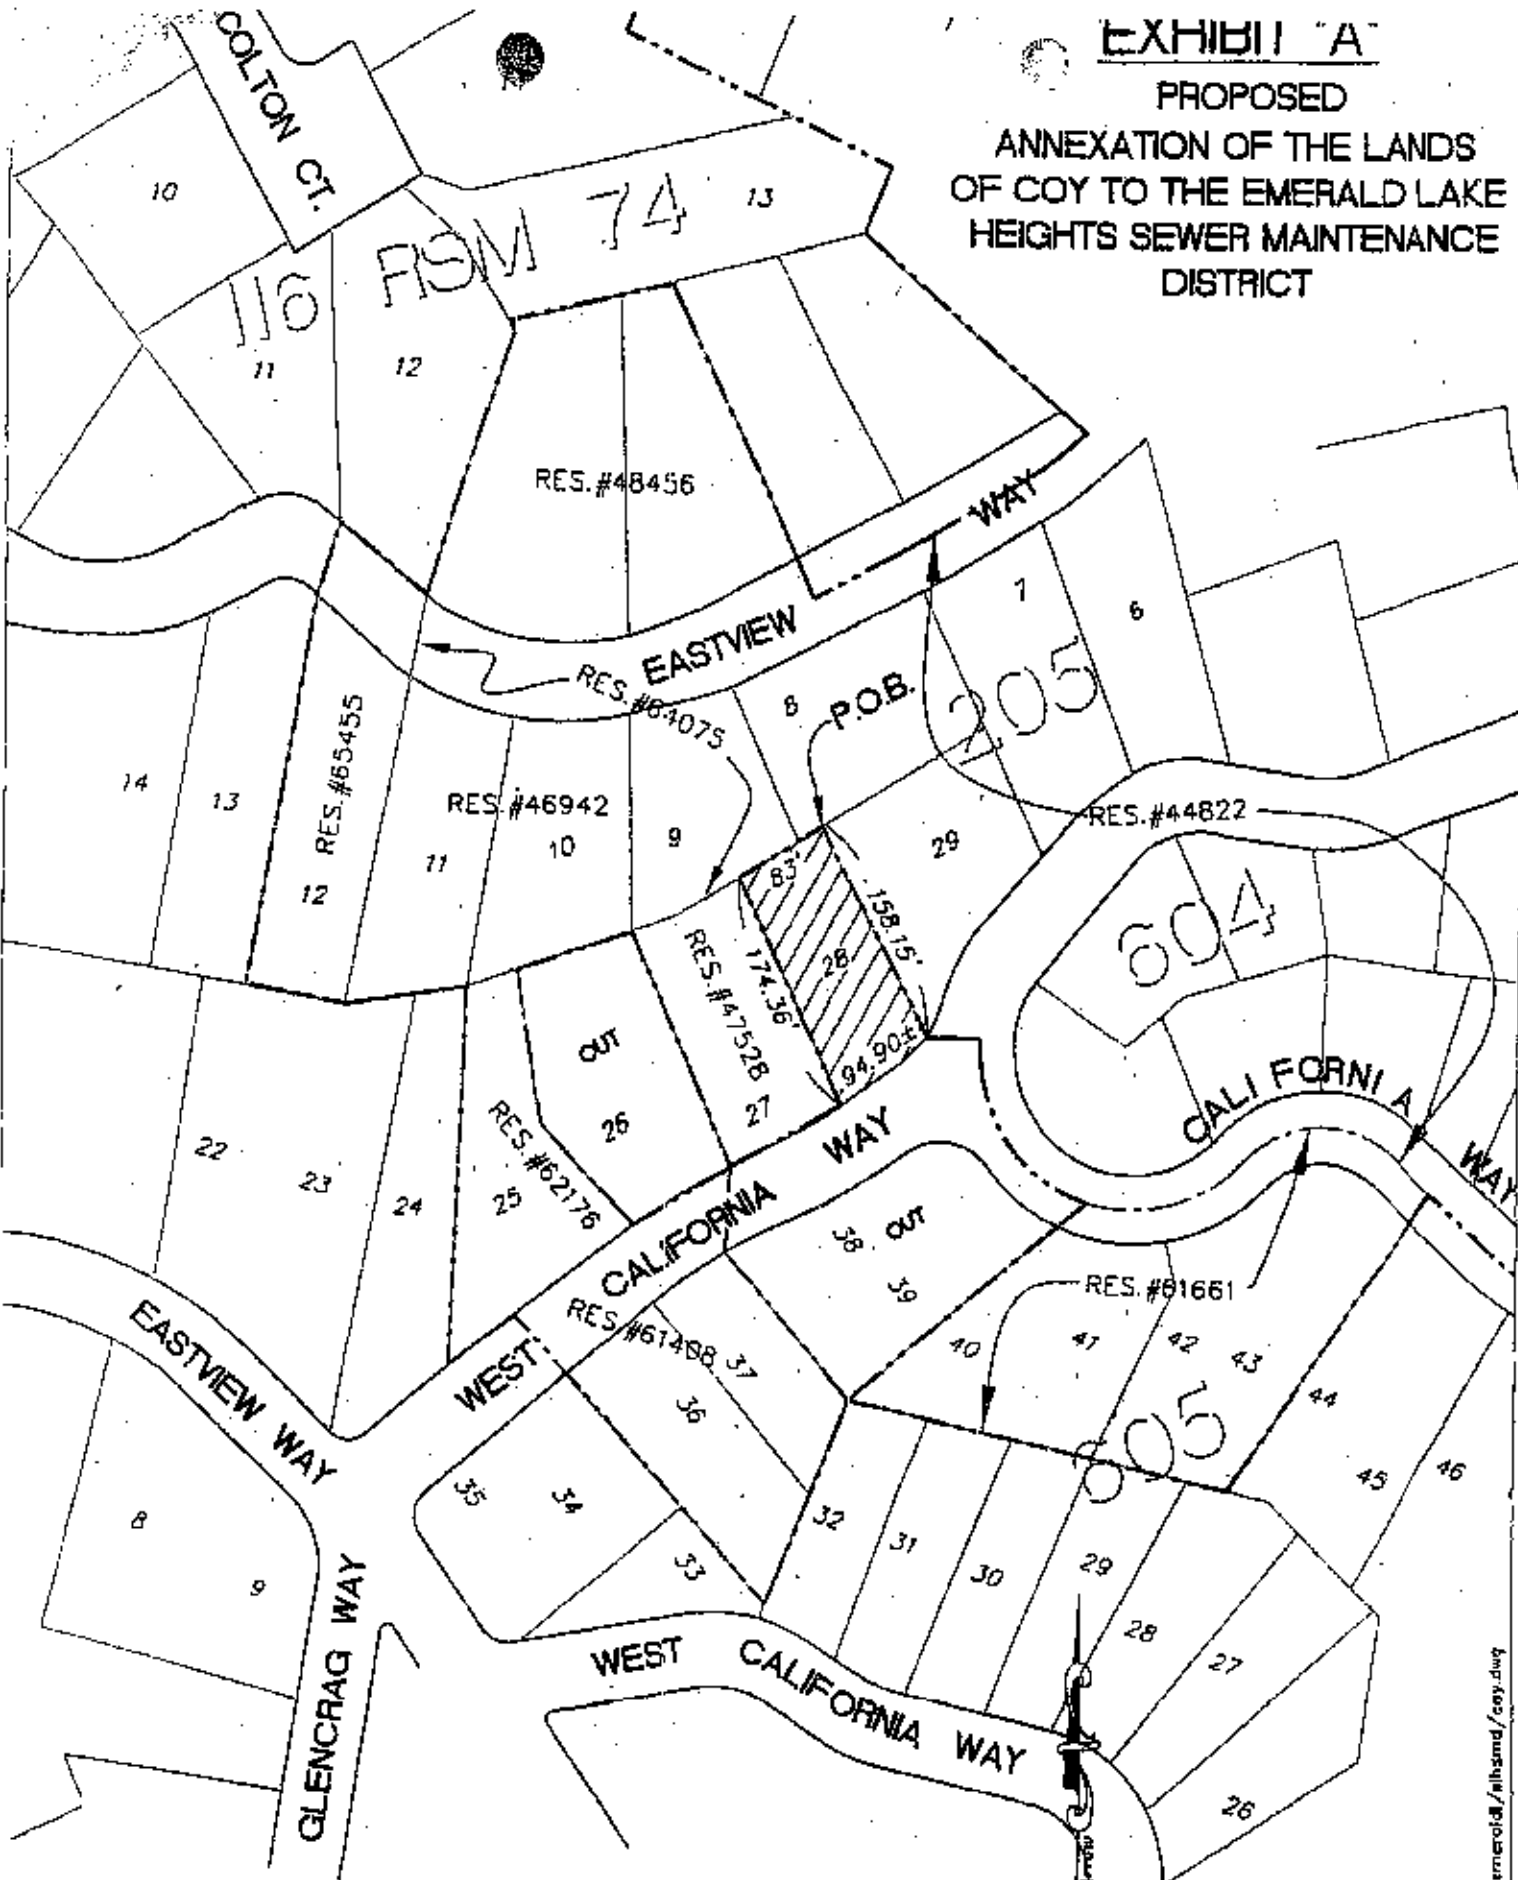 EXHIBIT "A"
PROPOSED
ANNEXATION OF THE LANDS
OF COY TO THE EMERALD LAKE
HEIGHTS SEWER MAINTENANCE
DISTRICT
COLTON CT.
10
116 RSM 74
13
11
12
RES.#48456
EASTVIEW WAY
RES.#64075
7
6
205
8
P.O.B.
14
13
RES.#65455
12
11
RES.#46942
10
9
29
RES.#44822
604
83'
158.15'
28
174.36'
94.90±
RES.#47528
27
OUT
26
RES.#62176
25
22
23
24
CALIFORNIA WAY
WEST CALIFORNIA WAY
RES.#61408
38
OUT
39
RES.#61661
40
41
42
43
44
45
46
605
37
36
35
34
33
32
31
30
29
28
27
26
EASTVIEW WAY
8
9
GLENCRAG WAY
WEST CALIFORNIA WAY